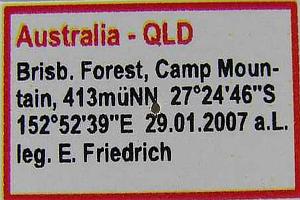 Australia - QLD
Brisb. Forest, Camp Moun-
tain, 413müNN 27°24'46"S
152°52'39"E 29.01.2007 a.L.
leg. E. Friedrich